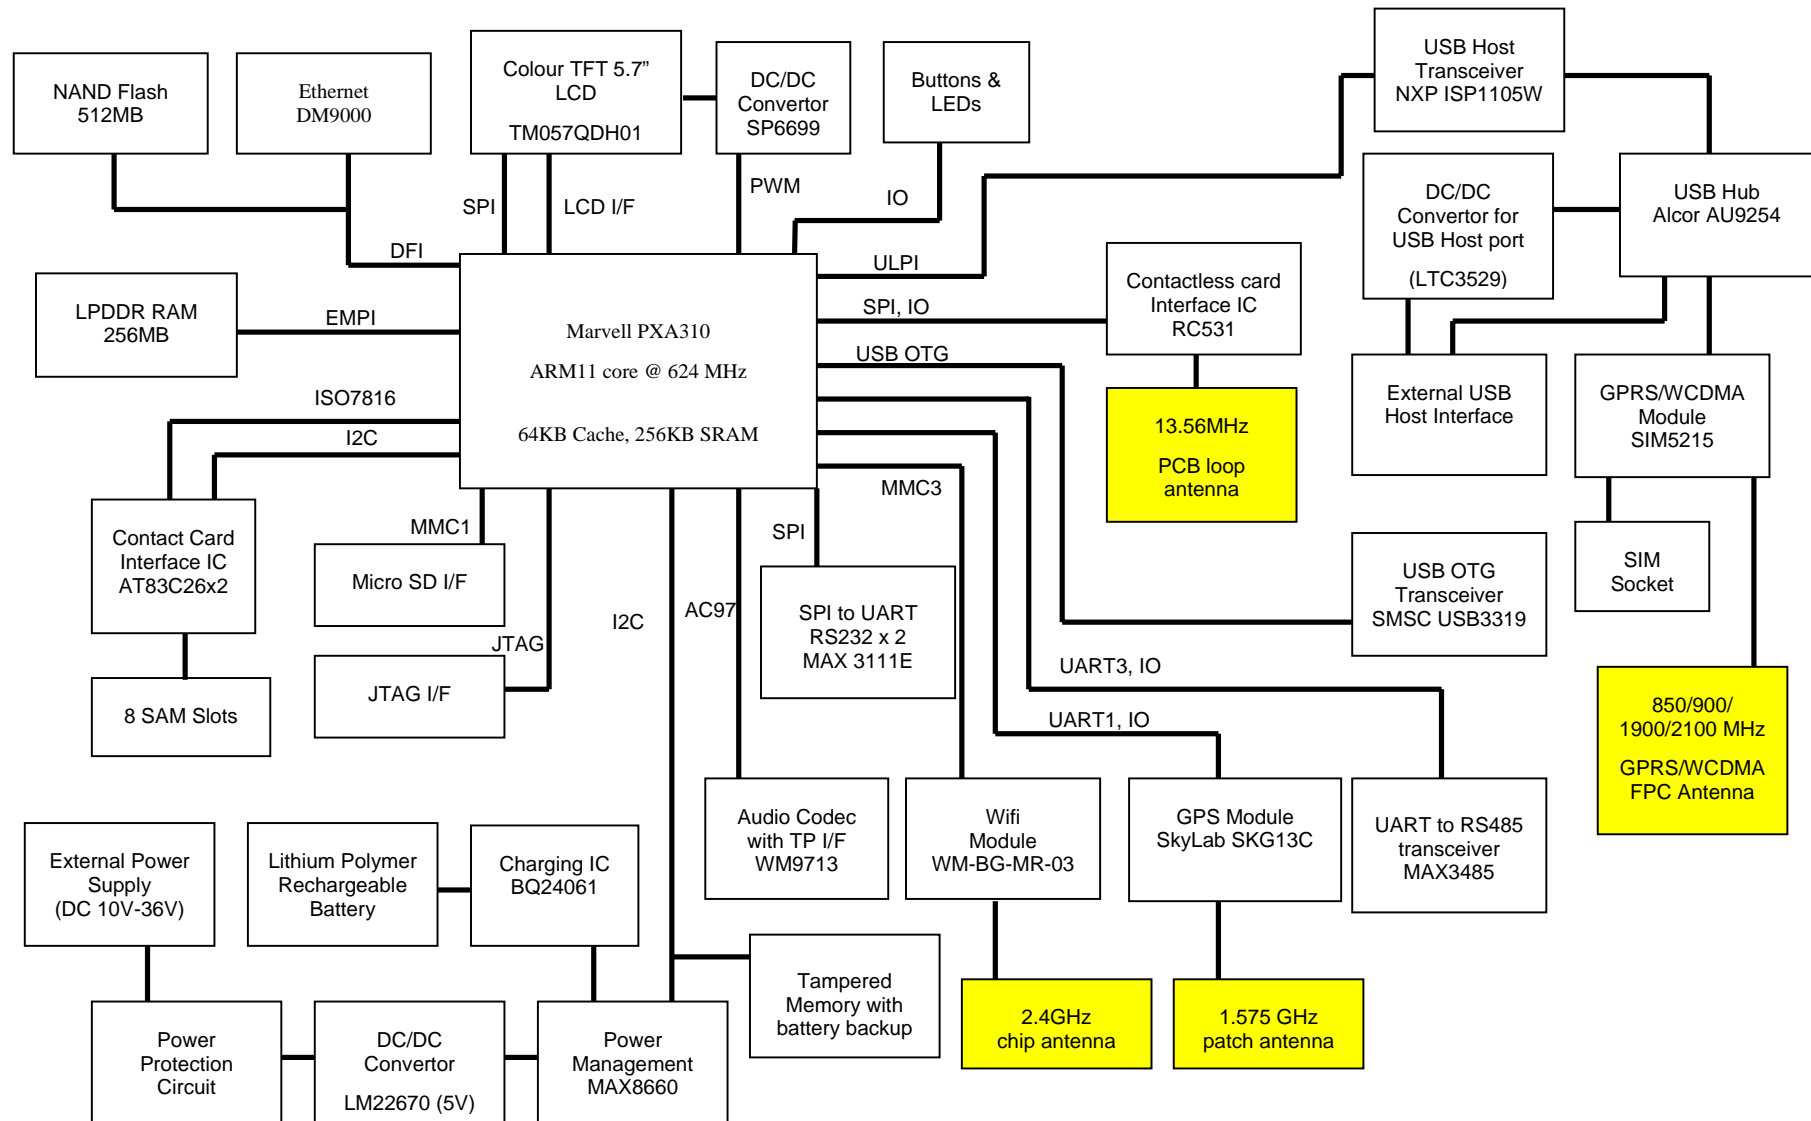 NAND Flash
512MB
Ethernet
DM9000
Colour TFT 5.7”
LCD
TM057QDH01
DC/DC
Convertor
SP6699
Buttons &
LEDs
USB Host
Transceiver
NXP ISP1105W
SPI
LCD I/F
PWM
IO
DFI
ULPI
DC/DC
Convertor for
USB Host port
(LTC3529)
USB Hub
Alcor AU9254
LPDDR RAM
256MB
EMPI
Marvell PXA310
ARM11 core @ 624 MHz
64KB Cache, 256KB SRAM
SPI, IO
Contactless card
Interface IC
RC531
USB OTG
13.56MHz
PCB loop
antenna
External USB
Host Interface
GPRS/WCDMA
Module
SIM5215
ISO7816
I2C
Contact Card
Interface IC
AT83C26x2
8 SAM Slots
MMC1
Micro SD I/F
JTAG
JTAG I/F
I2C
AC97
SPI
SPI to UART
RS232 x 2
MAX 3111E
MMC3
USB OTG
Transceiver
SMSC USB3319
SIM
Socket
UART3, IO
UART1, IO
850/900/
1900/2100 MHz
GPRS/WCDMA
FPC Antenna
External Power
Supply
(DC 10V-36V)
Lithium Polymer
Rechargeable
Battery
Charging IC
BQ24061
Audio Codec
with TP I/F
WM9713
Wifi
Module
WM-BG-MR-03
GPS Module
SkyLab SKG13C
UART to RS485
transceiver
MAX3485
Power
Protection
Circuit
DC/DC
Convertor
LM22670 (5V)
Power
Management
MAX8660
Tampered
Memory with
battery backup
2.4GHz
chip antenna
1.575 GHz
patch antenna